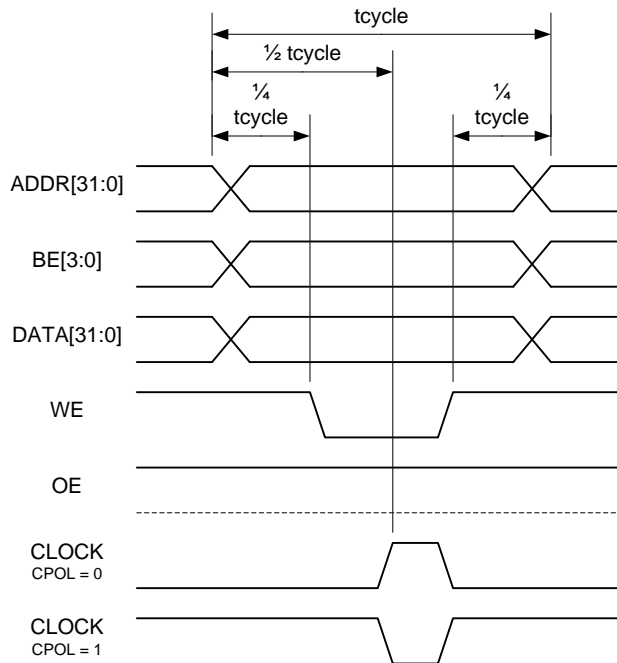 tcycle
½ tcycle
¼
tcycle
¼
tcycle
ADDR[31:0]
BE[3:0]
DATA[31:0]
WE
OE
CLOCK
CPOL = 0
CLOCK
CPOL = 1